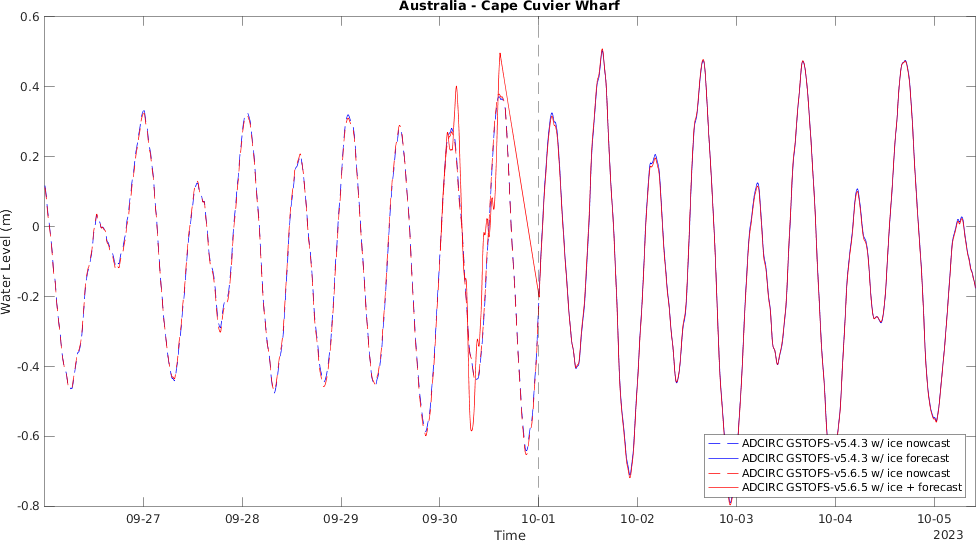 Australia - Cape Cuvier Wharf
0.6
0.4
0.2
0
-0.2
-0.4
-0.6
-0.8
Water Level (m)
ADCIRC GSTOFS-v5.4.3 w/ ice nowcast
ADCIRC GSTOFS-v5.4.3 w/ ice forecast
ADCIRC GSTOFS-v5.6.5 w/ ice nowcast
ADCIRC GSTOFS-v5.6.5 w/ ice + forecast
09-27 09-28 09-29 09-30 10-01 10-02 10-03 10-04 10-05
Time
2023